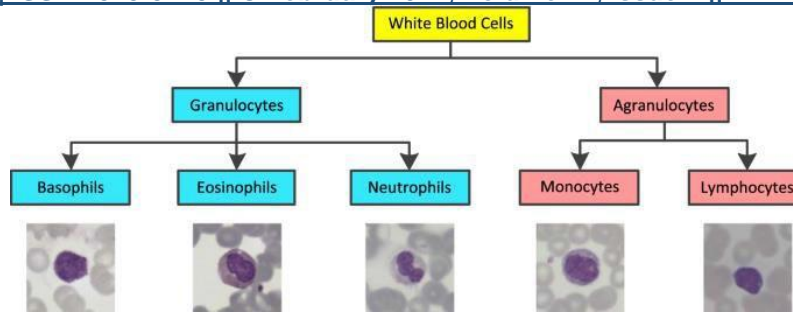 White Blood Cells
Granulocytes
Agranulocytes
Basophils
Eosinophils
Neutrophils
Monocytes
Lymphocytes